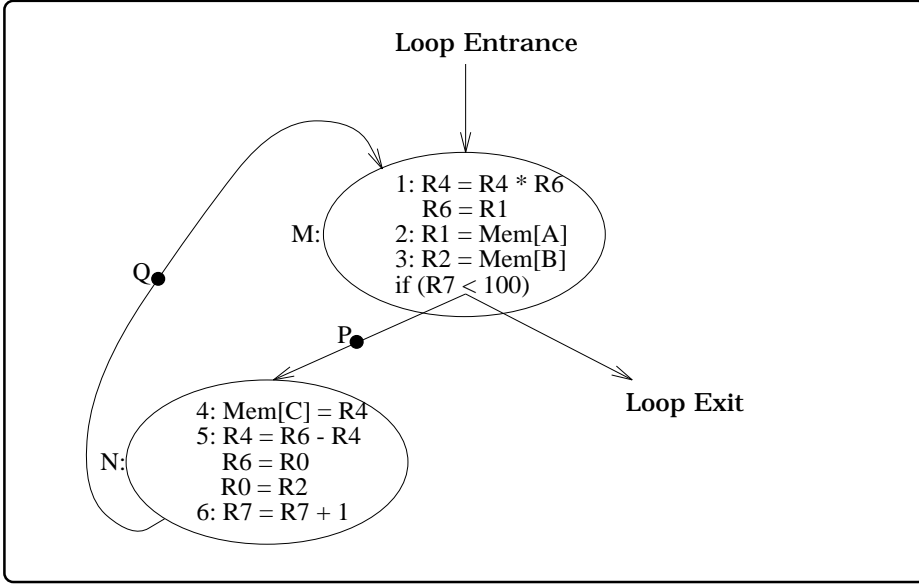 Loop Entrance
1: R4 = R4 * R6
R6 = R1
M:
2: R1 = Mem[A]
3: R2 = Mem[B]
if (R7 < 100)
Q
P
Loop Exit
4: Mem[C] = R4
5: R4 = R6 - R4
N:
R6 = R0
R0 = R2
6: R7 = R7 + 1